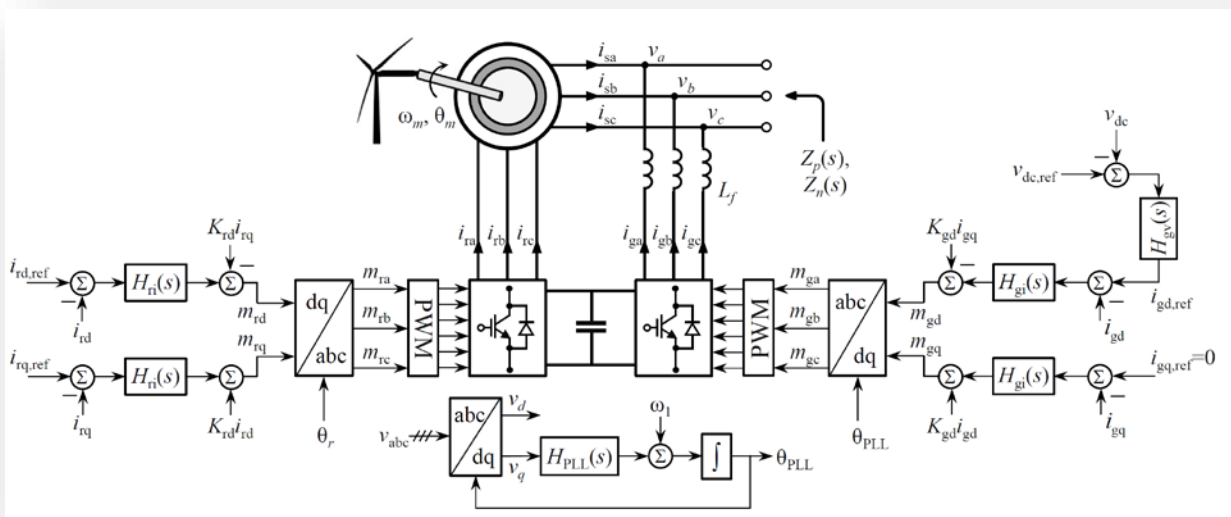 i_sa
v_a
i_sb
v_b
i_sc
v_c
ω_m, θ_m
Z_p(s),
Z_n(s)
L_f
v_dc
v_dc,ref
Σ
H_gv(s)
i_ra
i_rb
i_rc
i_ga
i_gb
i_gc
K_rd i_rq
K_gd i_gq
i_rd,ref
Σ
H_ri(s)
Σ
i_rd
m_rd
dq
abc
m_ra
m_rb
m_rc
PWM
PWM
m_ga
m_gb
m_gc
abc
dq
m_gd
Σ
H_gi(s)
Σ
i_gd,ref
i_gd
i_rq,ref
Σ
H_ri(s)
Σ
m_rq
i_rq
K_rd i_rd
θ_r
m_gq
Σ
H_gi(s)
Σ
i_gq,ref=0
K_gd i_gd
i_gq
θ_PLL
v_abc
abc
dq
v_d
v_q
H_PLL(s)
ω_1
Σ
∫
θ_PLL